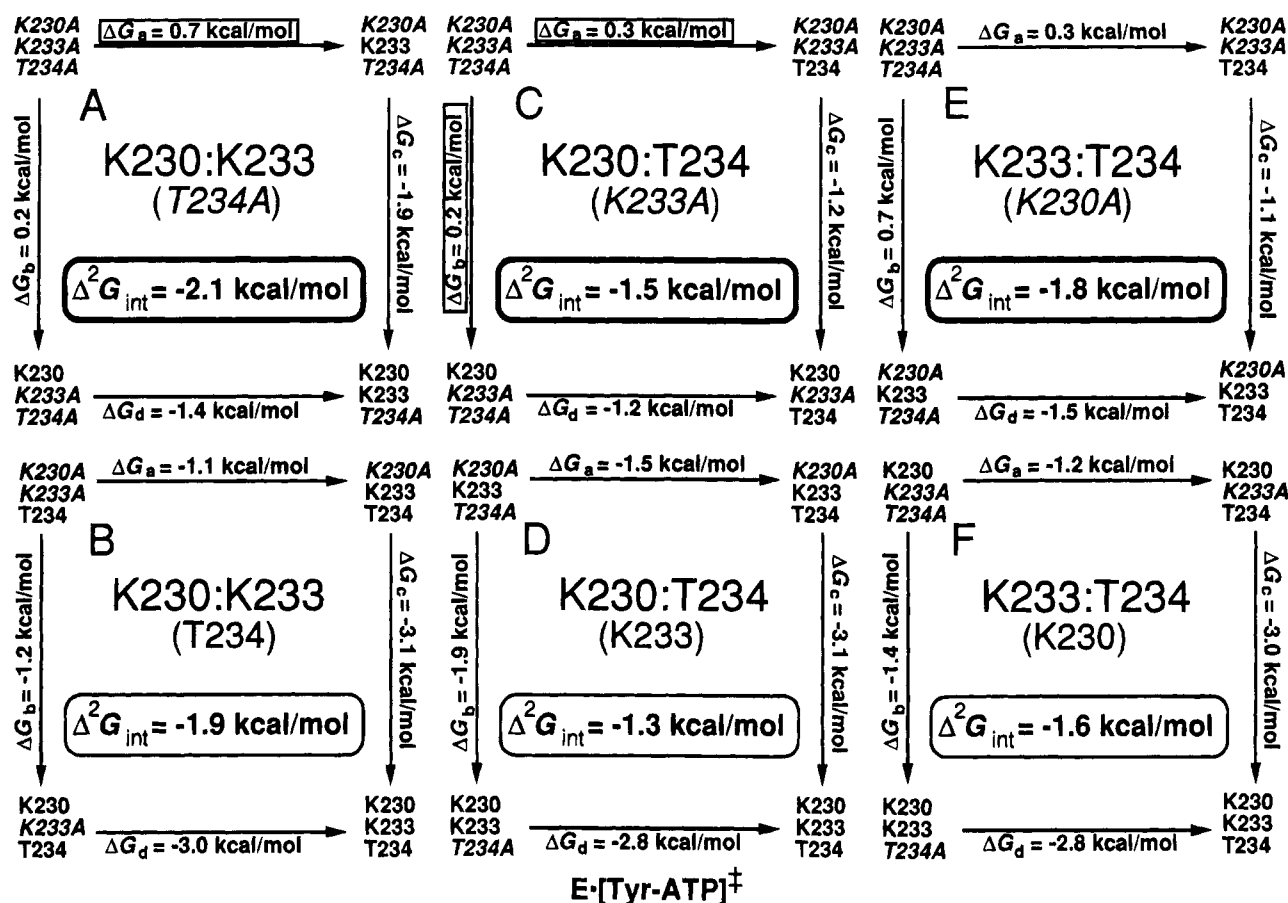 K230A
K233A
T234A
ΔGa = 0.7 kcal/mol
K230A
K233
T234A
ΔGb = 0.2 kcal/mol
A
K230:K233
(T234A)
Δ²Gint = -2.1 kcal/mol
ΔGc = -1.9 kcal/mol
K230
K233A
T234A
ΔGd = -1.4 kcal/mol
K230
K233
T234A
K230A
K233A
T234A
ΔGa = 0.3 kcal/mol
K230A
K233A
T234
ΔGb = 0.2 kcal/mol
C
K230:T234
(K233A)
Δ²Gint = -1.5 kcal/mol
ΔGc = -1.2 kcal/mol
K230
K233A
T234A
ΔGd = -1.2 kcal/mol
K230
K233A
T234
K230A
K233A
T234A
ΔGa = 0.3 kcal/mol
K230A
K233A
T234
ΔGb = 0.7 kcal/mol
E
K233:T234
(K230A)
Δ²Gint = -1.8 kcal/mol
ΔGc = -1.1 kcal/mol
K230A
K233
T234A
ΔGd = -1.5 kcal/mol
K230A
K233
T234
K230A
K233A
T234
ΔGa = -1.1 kcal/mol
K230A
K233
T234
ΔGb = -1.2 kcal/mol
B
K230:K233
(T234)
Δ²Gint = -1.9 kcal/mol
ΔGc = -3.1 kcal/mol
K230
K233A
T234
ΔGd = -3.0 kcal/mol
K230
K233
T234
K230A
K233
T234A
ΔGa = -1.5 kcal/mol
K230A
K233
T234
ΔGb = -1.9 kcal/mol
D
K230:T234
(K233)
Δ²Gint = -1.3 kcal/mol
ΔGc = -3.1 kcal/mol
K230
K233
T234A
ΔGd = -2.8 kcal/mol
K230
K233
T234
K230
K233A
T234A
ΔGa = -1.2 kcal/mol
K230
K233A
T234
ΔGb = -1.4 kcal/mol
F
K233:T234
(K230)
Δ²Gint = -1.6 kcal/mol
ΔGc = -3.0 kcal/mol
K230
K233
T234A
ΔGd = -2.8 kcal/mol
K230
K233
T234
E·[Tyr-ATP]‡